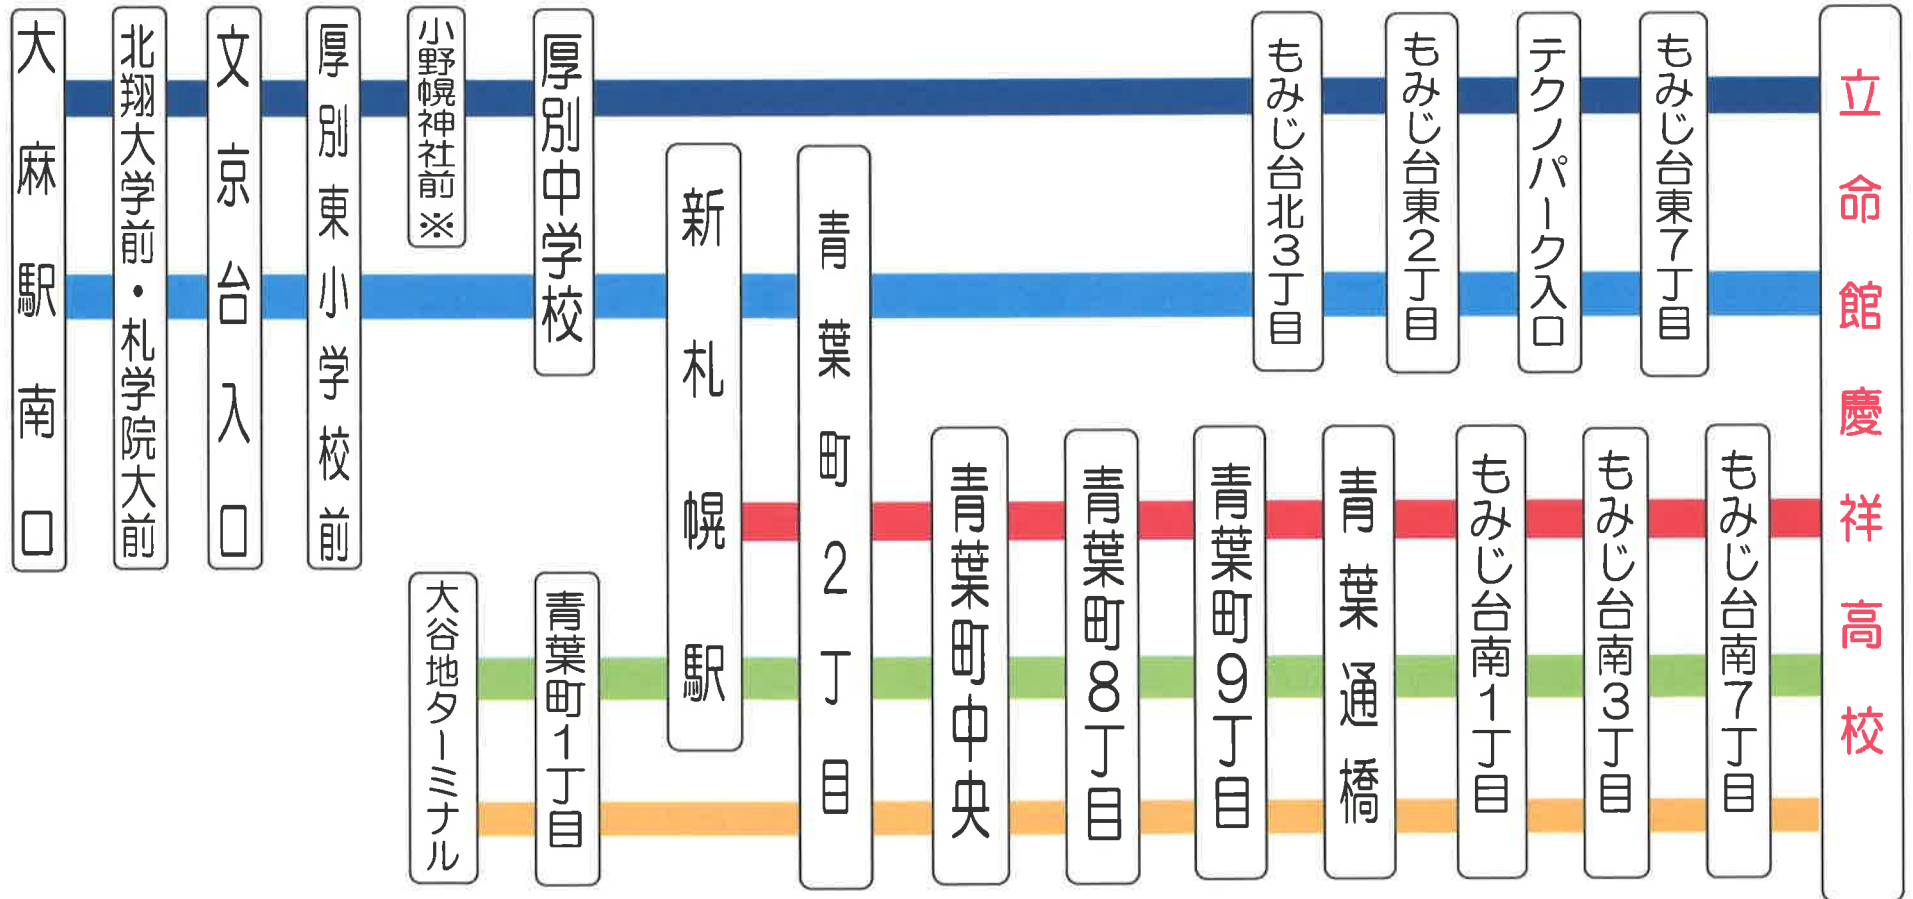 大麻駅南口
北翔大学前・札学院大前
文京台入口
厚別東小学校前
小野幌神社前※
厚別中学校
新札幌駅
青葉町2丁目
もみじ台北3丁目
もみじ台東2丁目
テクノパーク入口
もみじ台東7丁目
立命館慶祥高校
大谷地ターミナル
青葉町1丁目
青葉町中央
青葉町8丁目
青葉町9丁目
青葉通橋
もみじ台南1丁目
もみじ台南3丁目
もみじ台南7丁目